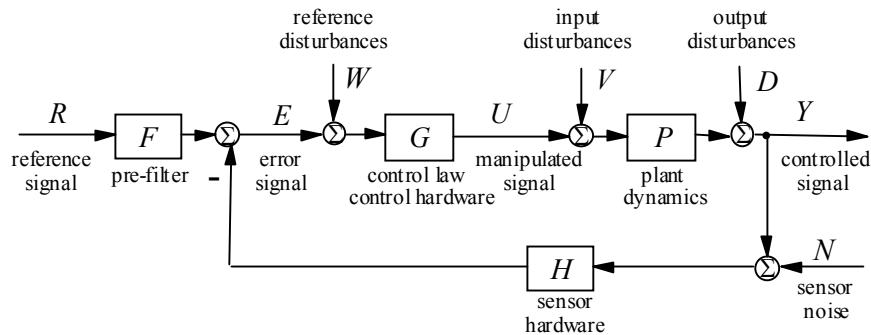 reference
disturbances
input
disturbances
output
disturbances
W
V
D
R
F
Σ
E
Σ
G
U
Σ
P
Σ
Y
reference
signal
pre-filter
-
error
signal
control law
control hardware
manipulated
signal
plant
dynamics
controlled
signal
H
Σ
N
sensor
hardware
sensor
noise